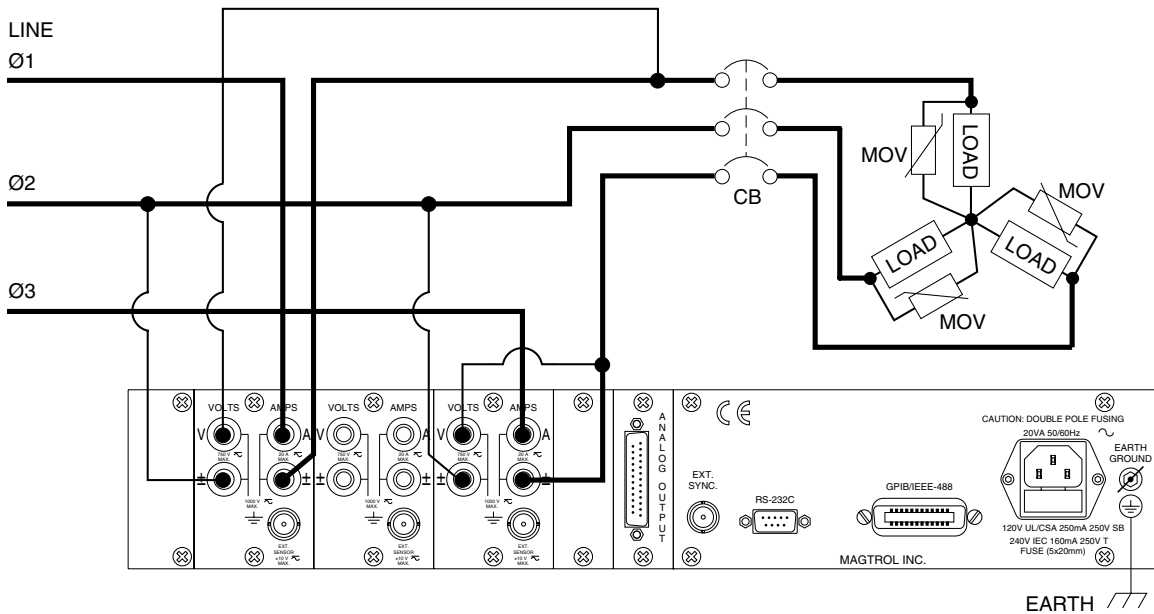 LINE
Ø1
Ø2
Ø3
MOV
LOAD
MOV
LOAD
LOAD
MOV
CB
VOLTS AMPS
V A
750 V MAX. 20 A MAX.
± ±
1000 V MAX.
EXT. SENSOR ±10 V MAX.
VOLTS AMPS
V A
750 V MAX. 20 A MAX.
± ±
1000 V MAX.
EXT. SENSOR ±10 V MAX.
VOLTS AMPS
V A
750 V MAX. 20 A MAX.
± ±
1000 V MAX.
EXT. SENSOR ±10 V MAX.
ANALOG OUTPUT
CE
EXT. SYNC.
RS-232C
GPIB/IEEE-488
CAUTION: DOUBLE POLE FUSING
20VA 50/60Hz
120V UL/CSA 250mA 250V SB
240V IEC 160mA 250V T
FUSE (5x20mm)
EARTH
GROUND
MAGTROL INC.
EARTH